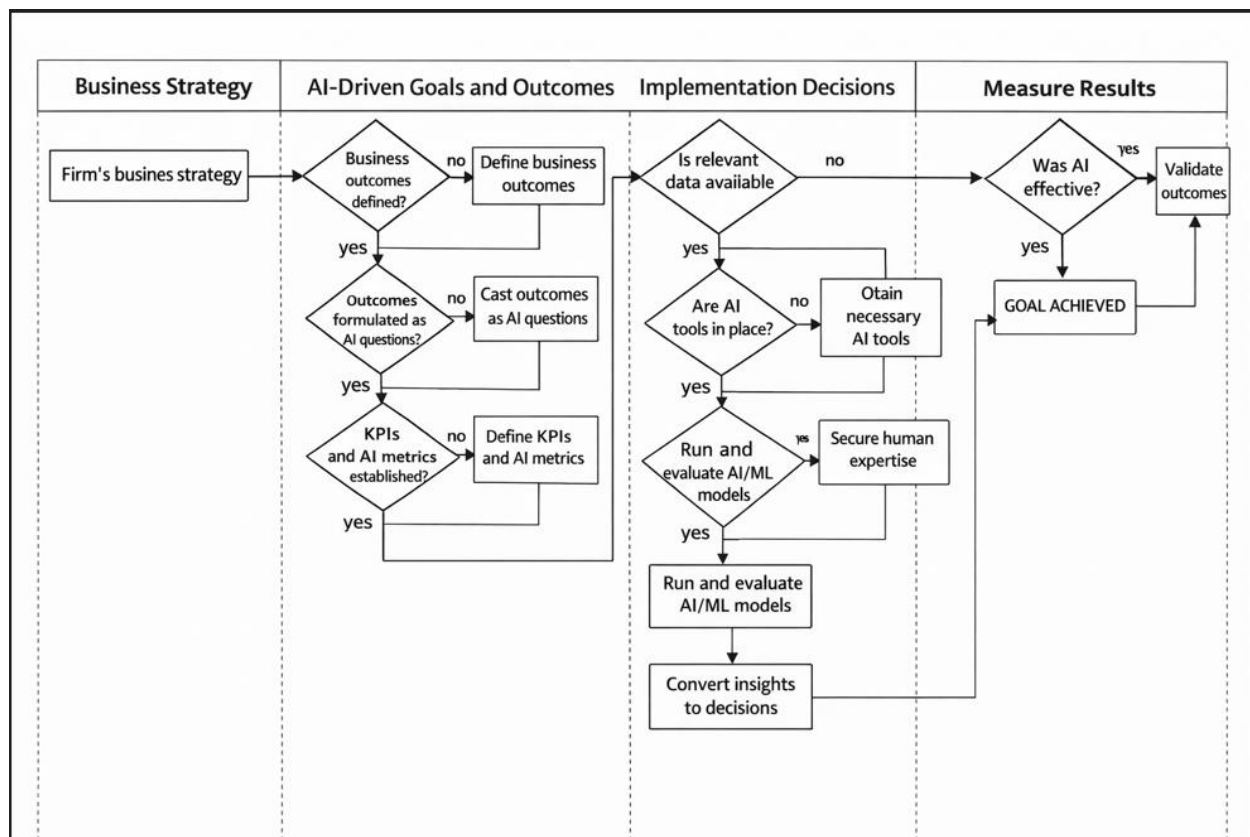 Business Strategy
AI-Driven Goals and Outcomes
Implementation Decisions
Measure Results
Firm's busines strategy
Business
outcomes
defined?
no
Define business
outcomes
yes
Outcomes
formulated as
AI questions?
no
Cast outcomes
as AI questions
yes
KPIs
and AI metrics
established?
no
Define KPIs
and AI metrics
yes
Is relevant
data available
no
yes
Are AI
tools in place?
no
Otain
necessary
AI tools
yes
Run and
evaluate AI/ML
models
yes
Secure human
expertise
yes
Run and evaluate
AI/ML models
Convert insights
to decisions
Was AI
effective?
yes
Validate
outcomes
yes
GOAL ACHIEVED